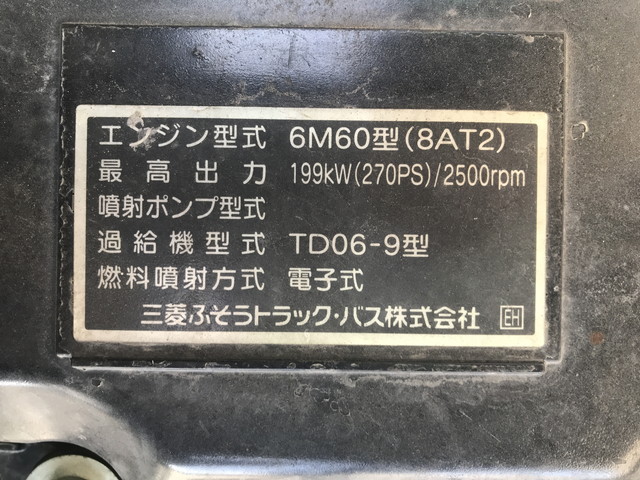 エンジン型式 6M60型(8AT2)
最高出力 199kW(270PS)/2500rpm
噴射ポンプ型式
過給機型式 TD06-9型
燃料噴射方式 電子式
三菱ふそうトラック・バス株式会社 EH